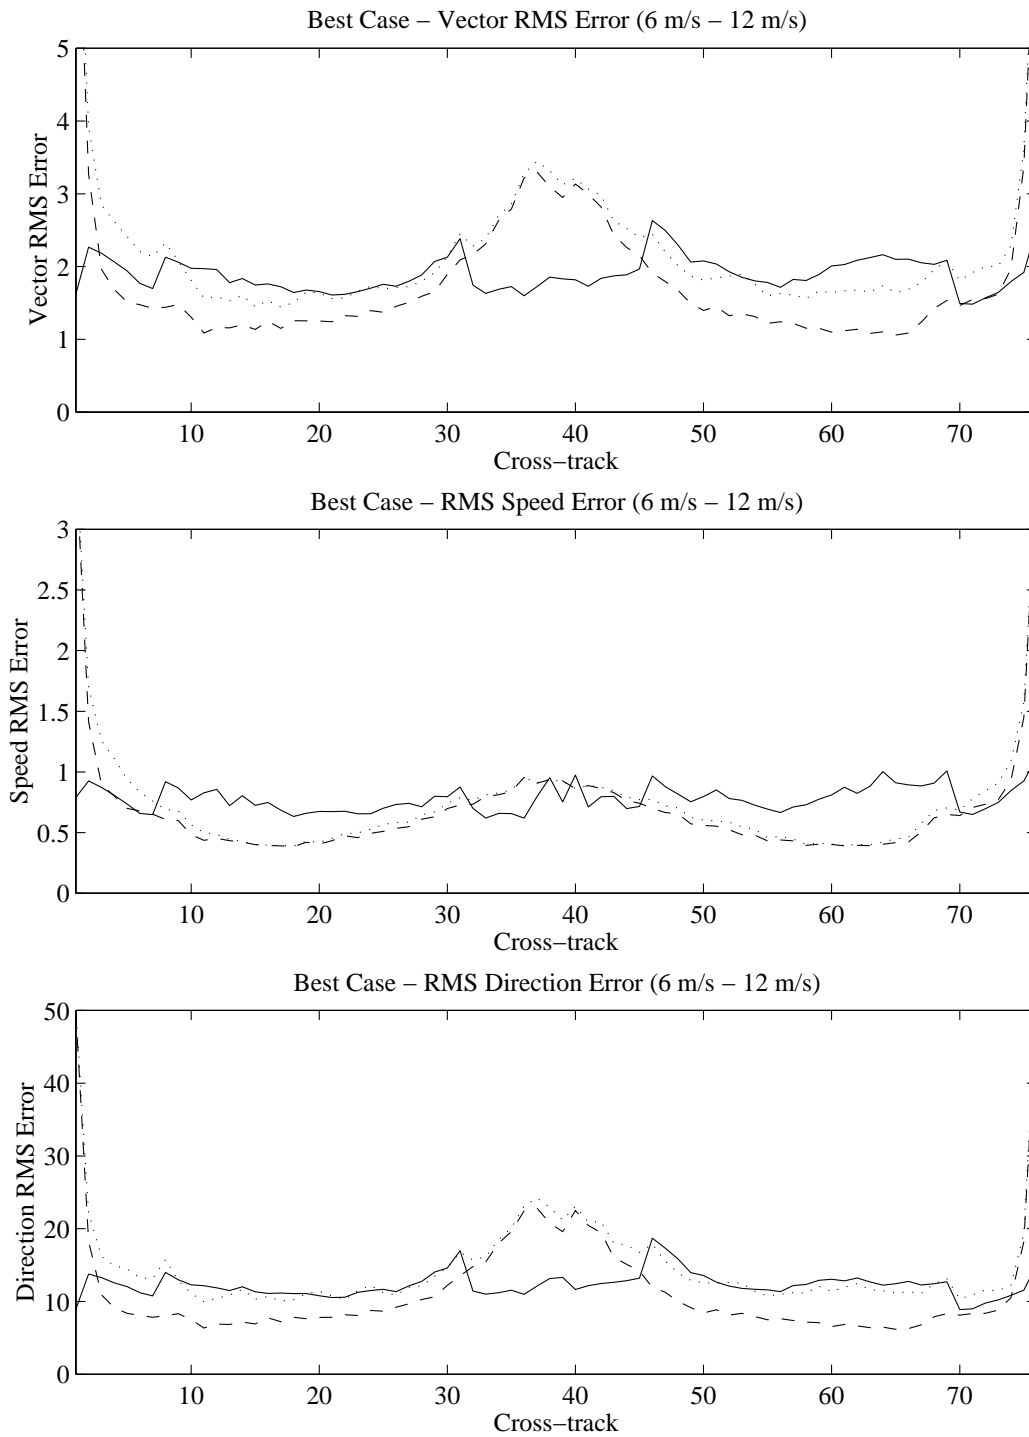 Best Case − Vector RMS Error (6 m/s − 12 m/s)
5
4
3
2
1
0
Vector RMS Error
10 20 30 40 50 60 70
Cross−track
Best Case − RMS Speed Error (6 m/s − 12 m/s)
3
2.5
2
1.5
1
0.5
0
Speed RMS Error
10 20 30 40 50 60 70
Cross−track
Best Case − RMS Direction Error (6 m/s − 12 m/s)
50
40
30
20
10
0
Direction RMS Error
10 20 30 40 50 60 70
Cross−track